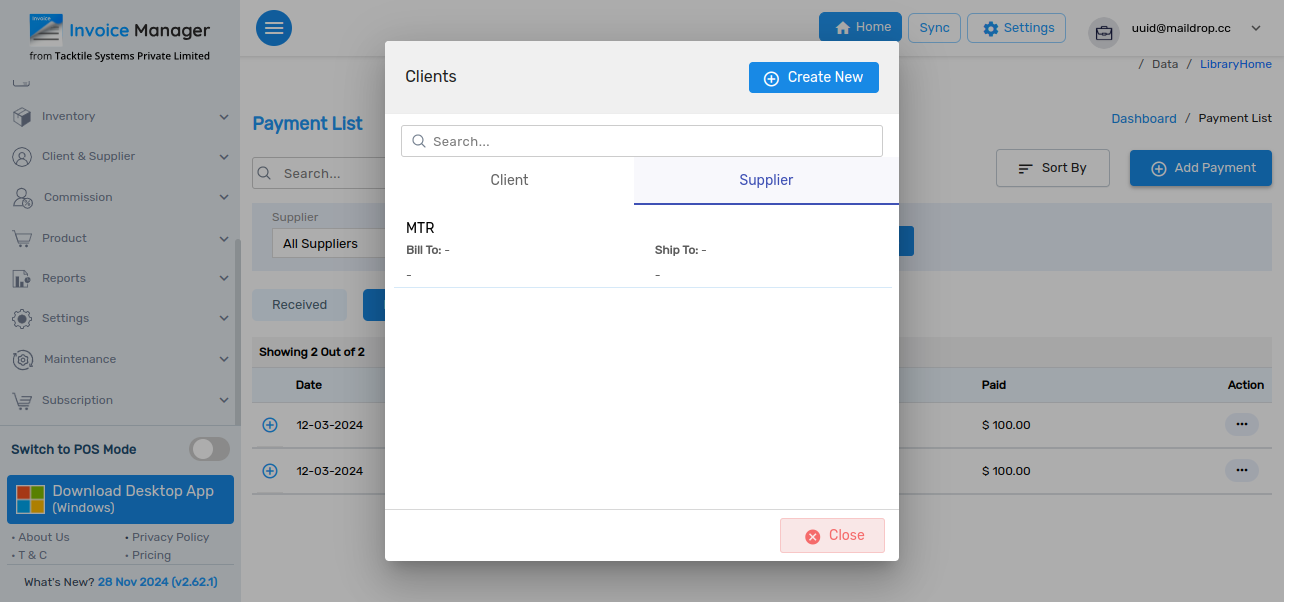 Invoice Manager
from Tacktile Systems Private Limited
Inventory
Client & Supplier
Commission
Product
Reports
Settings
Maintenance
Subscription
Switch to POS Mode
Download Desktop App
(Windows)
• About Us • Privacy Policy
• T & C • Pricing
What's New? 28 Nov 2024 (v2.62.1)
Home Sync Settings uuid@maildrop.cc
/ Data / LibraryHome
Payment List
Dashboard / Payment List
Search...
Sort By
Add Payment
Supplier
All Suppliers
Received
Showing 2 Out of 2
Date Paid Action
12-03-2024 $ 100.00
12-03-2024 $ 100.00
Clients
Create New
Search...
Client Supplier
MTR
Bill To: - Ship To: -
- -
Close